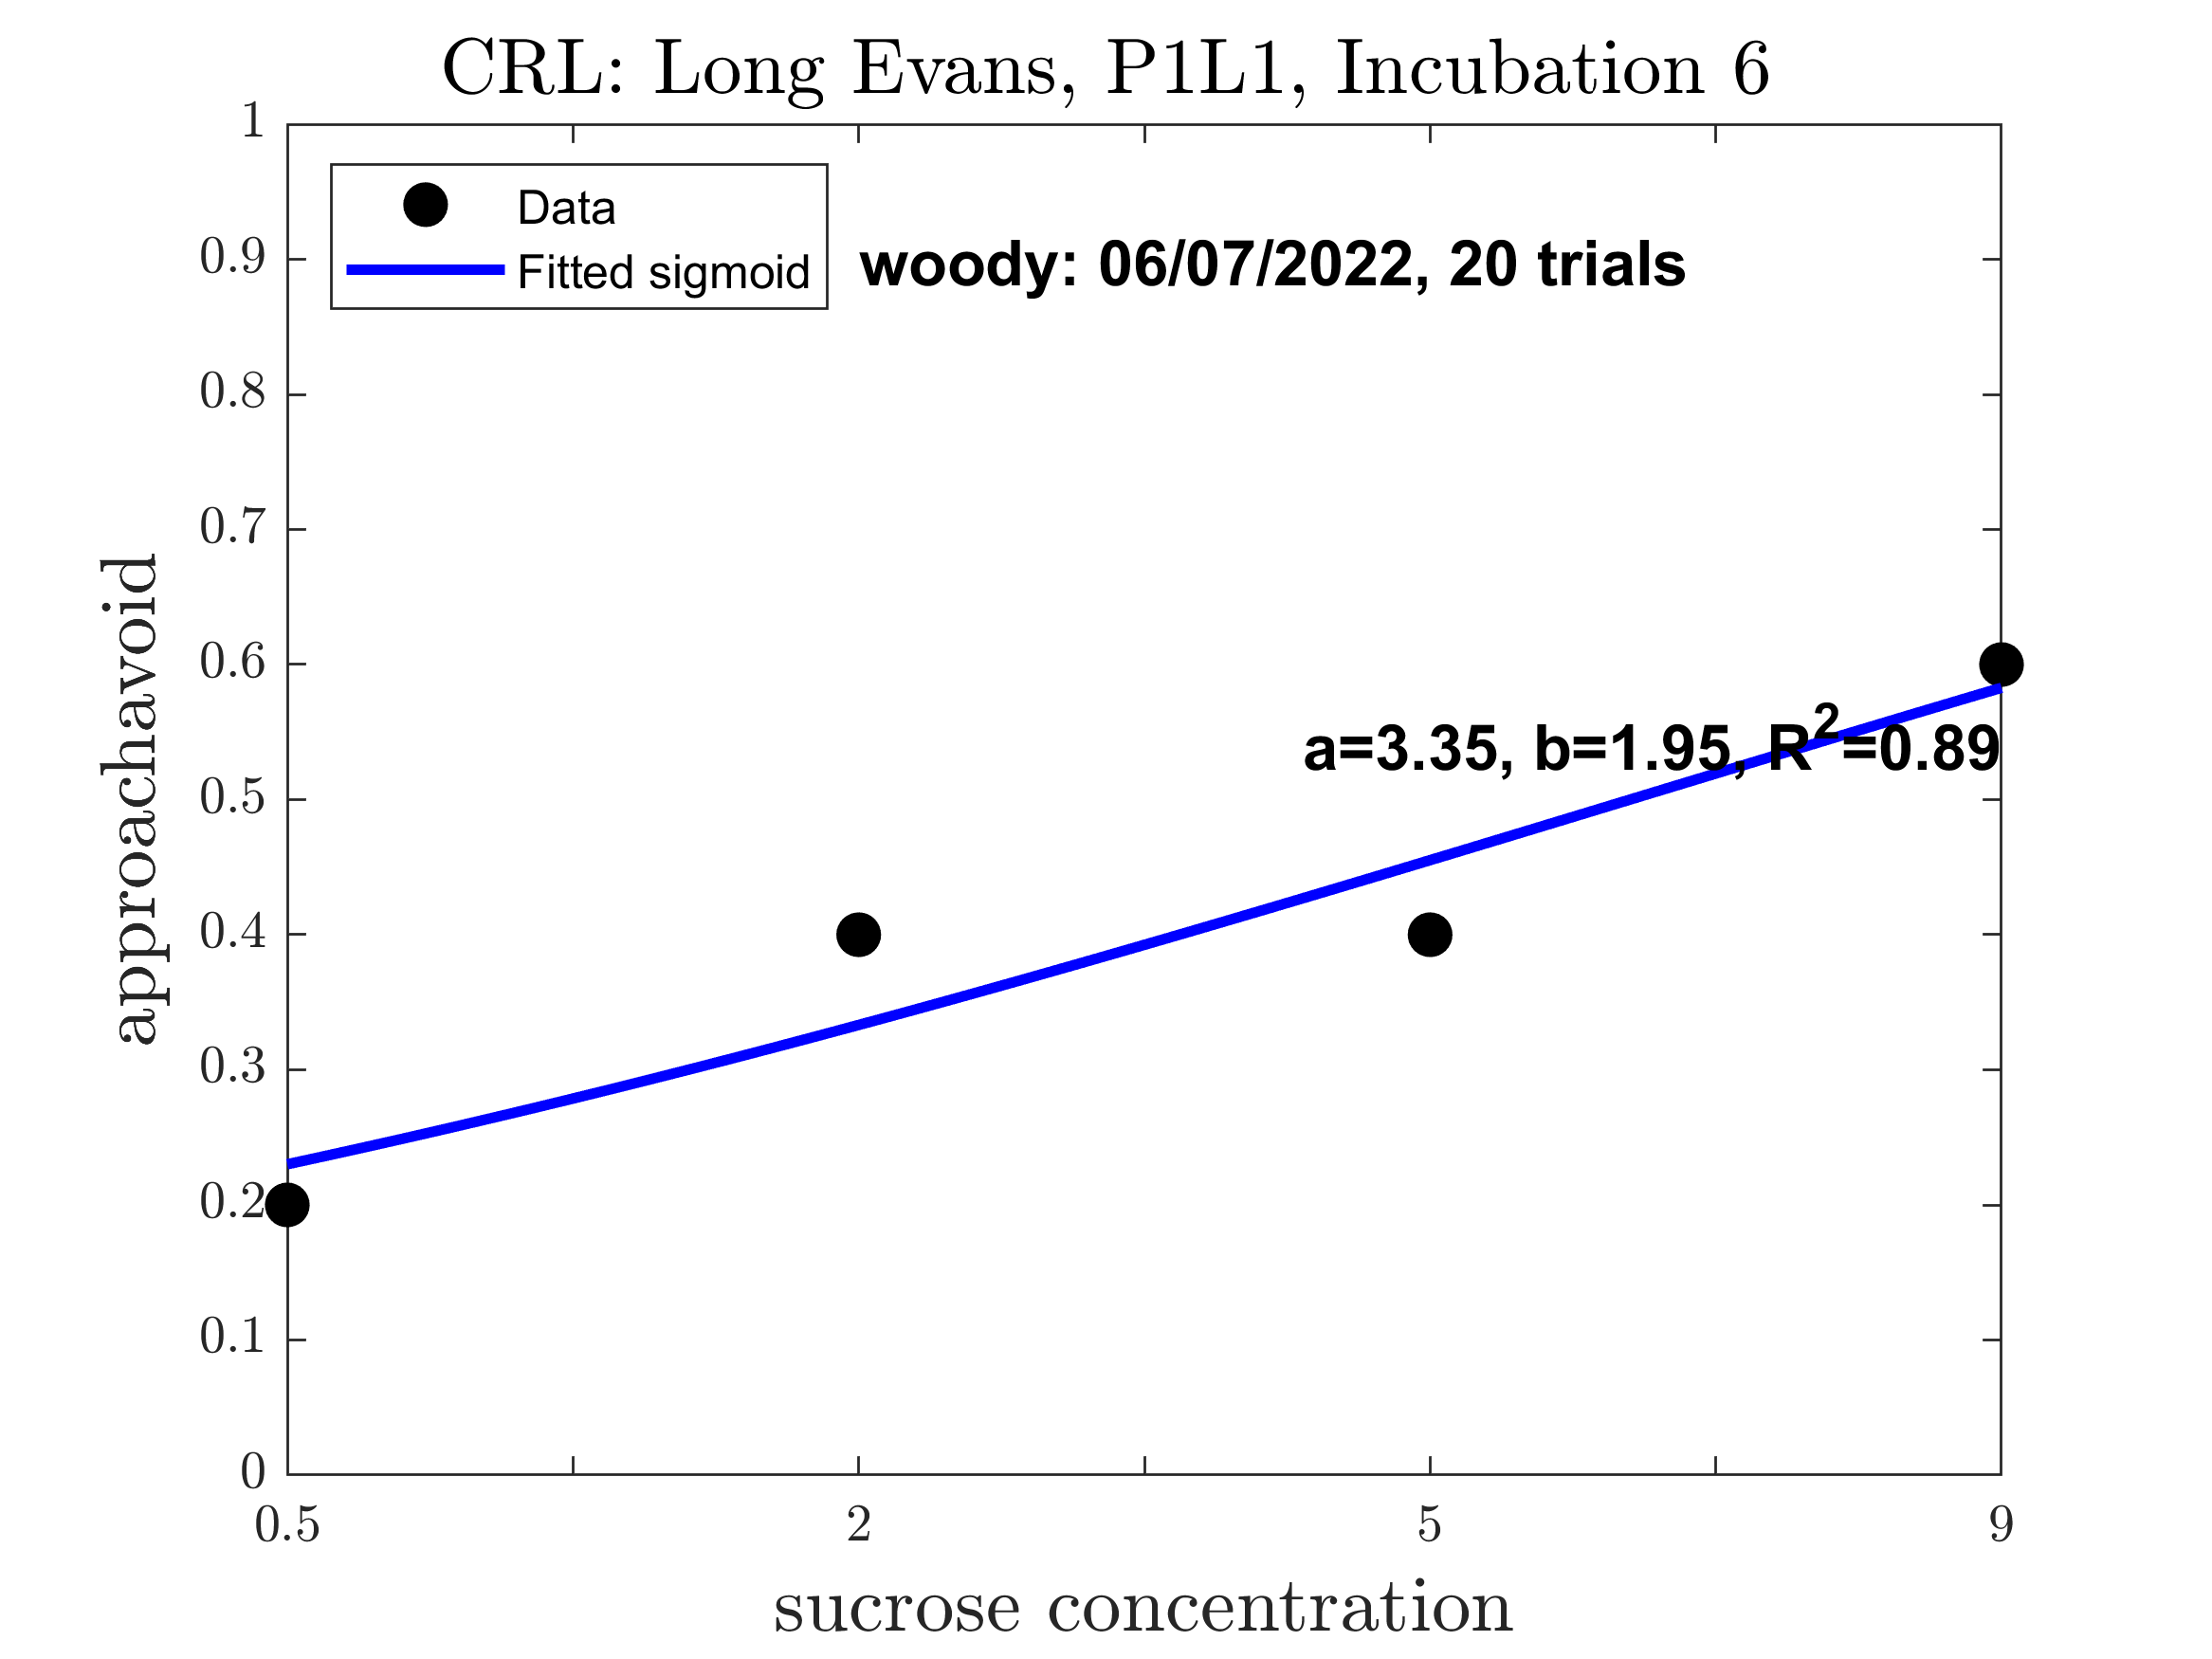 CRL: Long Evans, P1L1, Incubation 6
1
Data
Fitted sigmoid
woody: 06/07/2022, 20 trials
0.9
0.8
0.7
0.6
a=3.35, b=1.95, R²=0.89
0.5
0.4
0.3
0.2
0.1
0
approachavoid
0.5 2 5 9
sucrose concentration